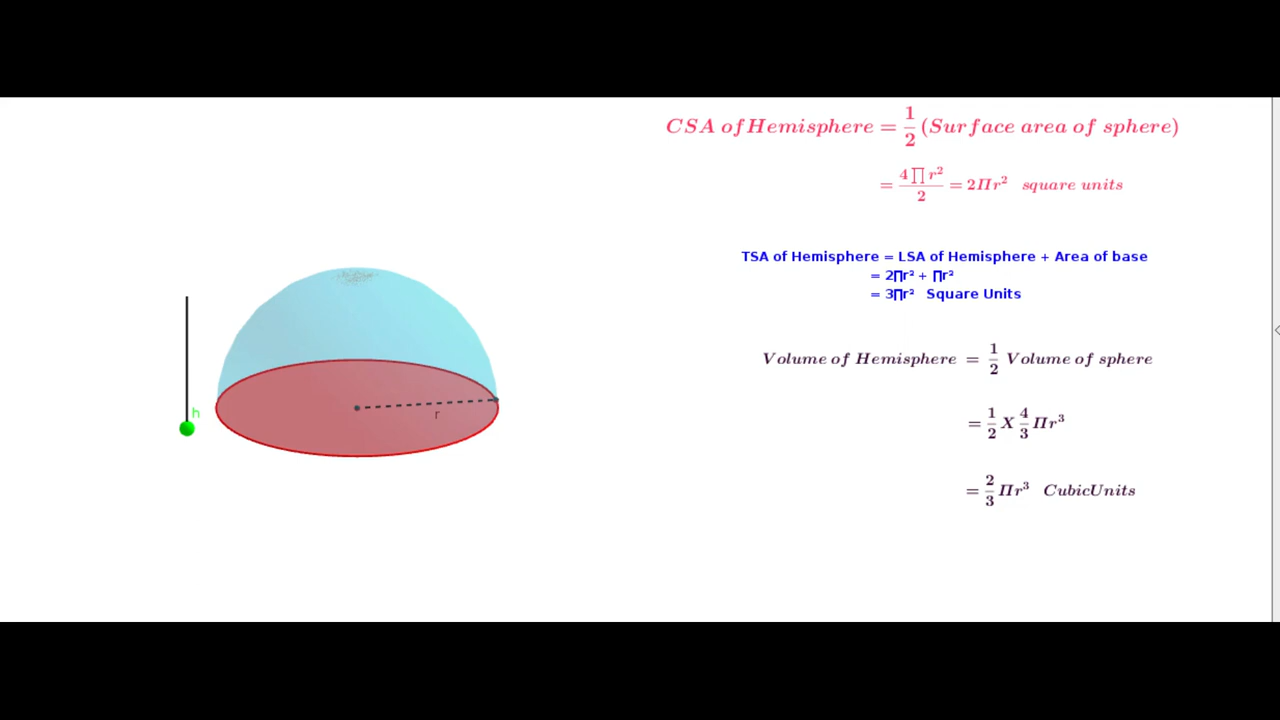 CSA of Hemisphere = 1/2 (Surface area of sphere)
= 4 ∏ r² / 2 = 2Πr² square units
TSA of Hemisphere = LSA of Hemisphere + Area of base
= 2∏r² + ∏r²
= 3∏r² Square Units
Volume of Hemisphere = 1/2 Volume of sphere
= 1/2 X 4/3 Πr³
= 2/3 Πr³ CubicUnits
h
r